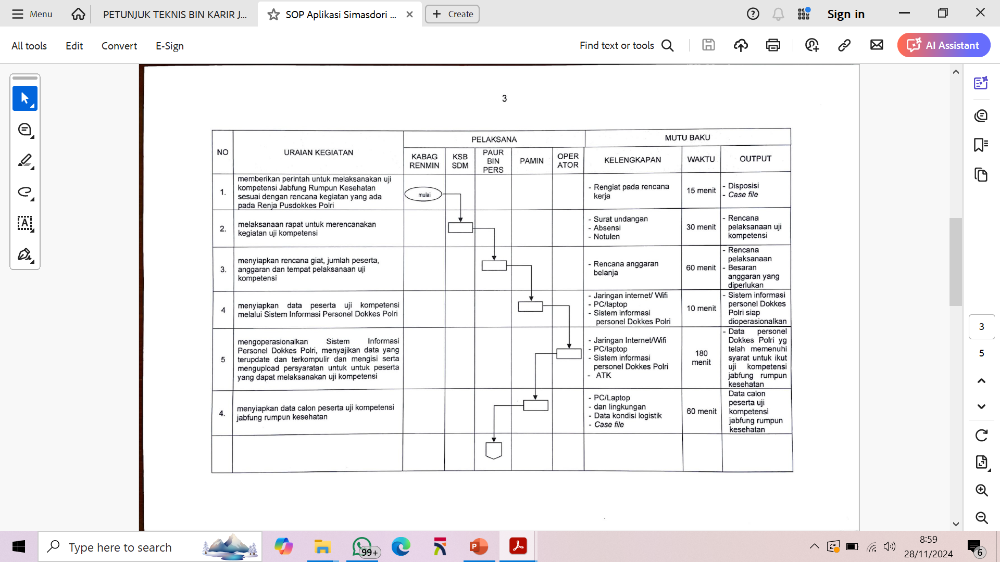 Menu
PETUNJUK TEKNIS BIN KARIR J...
SOP Aplikasi Simasdori ...
Create
Sign in
All tools
Edit
Convert
E-Sign
Find text or tools
AI Assistant
3
NO
URAIAN KEGIATAN
PELAKSANA
MUTU BAKU
KABAG
RENMIN
KSB
SDM
PAUR
BIN
PERS
PAMIN
OPER
ATOR
KELENGKAPAN
WAKTU
OUTPUT
1.
memberikan perintah untuk melaksanakan uji
kompetensi Jabfung Rumpun Kesehatan
sesuai dengan rencana kegiatan yang ada
pada Renja Pusdokkes Polri
mulai
- Rengiat pada rencana
kerja
15 menit
- Disposisi
- Case file
2.
melaksanaan rapat untuk merencanakan
kegiatan uji kompetensi
- Surat undangan
- Absensi
- Notulen
30 menit
- Rencana
pelaksanaan uji
kompetensi
3.
menyiapkan rencana giat, jumlah peserta,
anggaran dan tempat pelaksanaan uji
kompetensi
- Rencana anggaran
belanja
60 menit
- Rencana
pelaksanaan
- Besaran
anggaran yang
diperlukan
4
menyiapkan data peserta uji kompetensi
melalui Sistem Informasi Personel Dokkes Polri
- Jaringan internet/ Wifi
- PC/laptop
- Sistem informasi
personel Dokkes Polri
10 menit
- Sistem informasi
personel Dokkes
Polri siap
dioperasionalkan
5
mengoperasionalkan Sistem Informasi
Personel Dokkes Polri, menyajikan data yang
terupdate dan terkompulir dan mengisi serta
mengupload persyaratan untuk untuk peserta
yang dapat melaksanakan uji kompetensi
- Jaringan Internet/Wifi
- PC/laptop
- Sistem informasi
personel Dokkes Polri
- ATK
180
menit
- Data personel
Dokkes Polri yg
telah memenuhi
syarat untuk ikut
uji kompetensi
jabfung rumpun
kesehatan
4.
menyiapkan data calon peserta uji kompetensi
jabfung rumpun kesehatan
- PC/Laptop
- dan lingkungan
- Data kondisi logistik
- Case file
60 menit
Data calon
peserta uji
kompetensi
jabfung rumpun
kesehatan
3
5
Type here to search
99+
8:59
28/11/2024
6